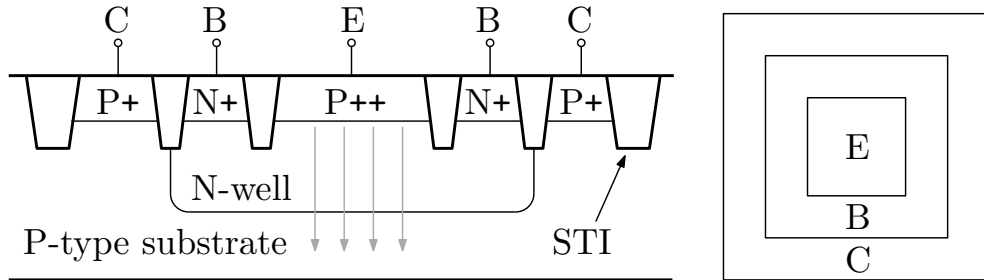 C B E B C
P+ N+ P++ N+ P+
N-well
P-type substrate STI
E
B
C